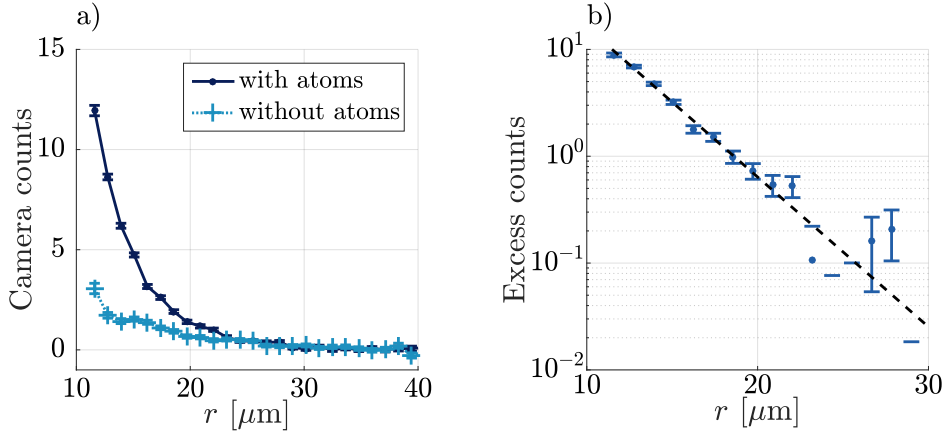 a)
15
10
5
0
10
20
30
40
Camera counts
r [μm]
with atoms
without atoms
b)
10^1
10^0
10^-1
10^-2
10
20
30
Excess counts
r [μm]